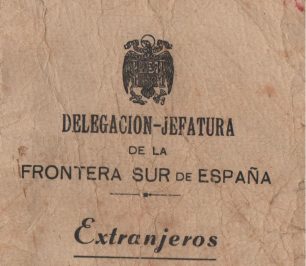 DELEGACION-JEFATURA
DE LA
FRONTERA SUR DE ESPAÑA
Extranjeros